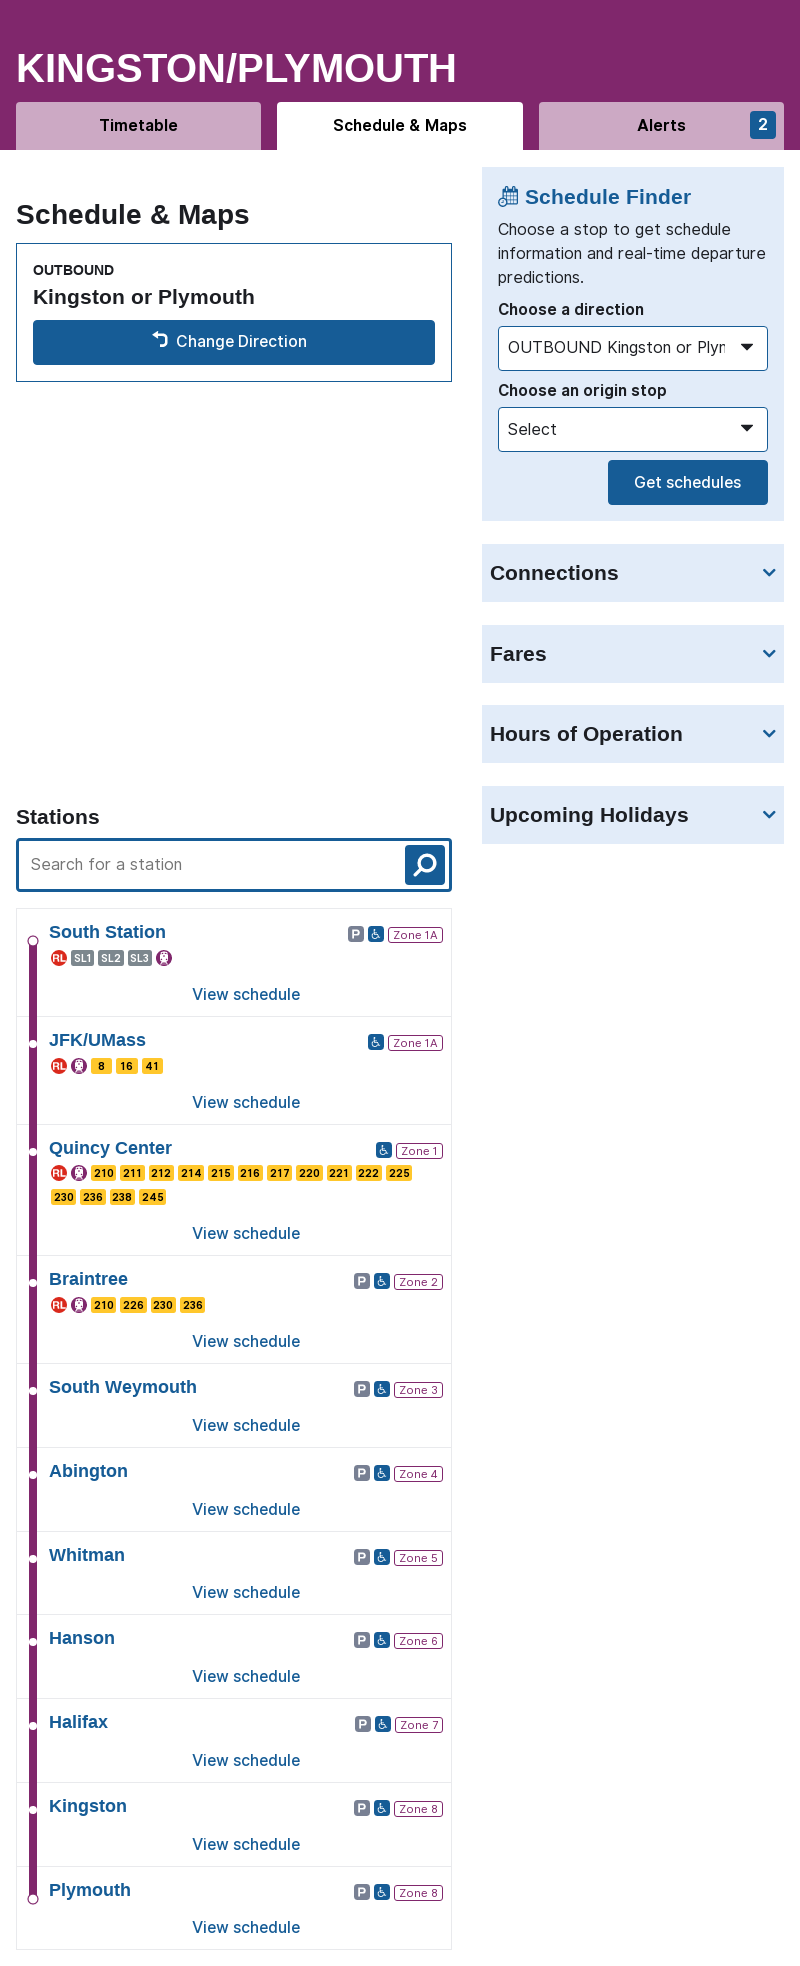 KINGSTON/PLYMOUTH
Timetable
Schedule & Maps
Alerts
2
Schedule & Maps
OUTBOUND
Kingston or Plymouth
Change Direction
Schedule Finder
Choose a stop to get schedule
information and real-time departure
predictions.
Choose a direction
OUTBOUND Kingston or Plyn
Choose an origin stop
Select
Get schedules
Connections
Fares
Hours of Operation
Upcoming Holidays
Stations
Search for a station
South Station
P Zone 1A
RL SL1 SL2 SL3
View schedule
JFK/UMass
Zone 1A
RL 8 16 41
View schedule
Quincy Center
Zone 1
RL 210 211 212 214 215 216 217 220 221 222 225
230 236 238 245
View schedule
Braintree
P Zone 2
RL 210 226 230 236
View schedule
South Weymouth
P Zone 3
View schedule
Abington
P Zone 4
View schedule
Whitman
P Zone 5
View schedule
Hanson
P Zone 6
View schedule
Halifax
P Zone 7
View schedule
Kingston
P Zone 8
View schedule
Plymouth
P Zone 8
View schedule